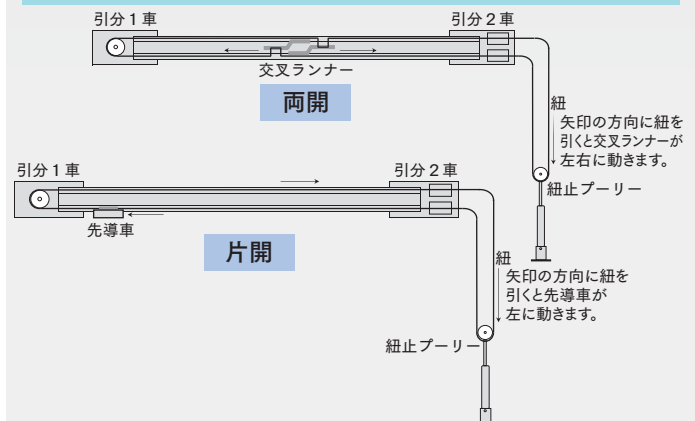 引分1車
引分2車
交叉ランナー
両開
紐
矢印の方向に紐を
引くと交叉ランナーが
左右に動きます。
紐止プーリー
引分1車
引分2車
先導車
片開
紐
矢印の方向に紐を
引くと先導車が
左に動きます。
紐止プーリー